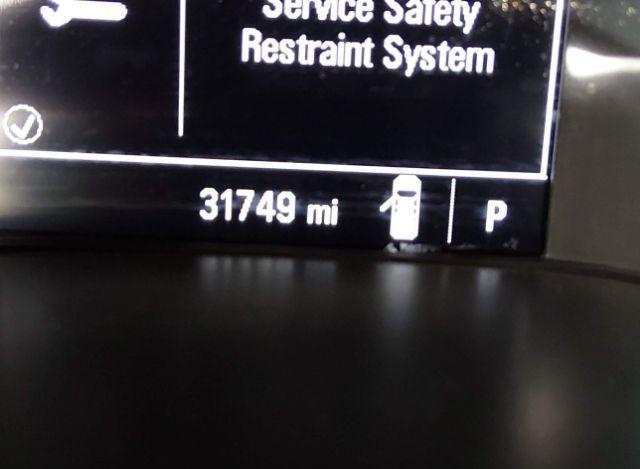 Service Safety
Restraint System
31749 mi
P